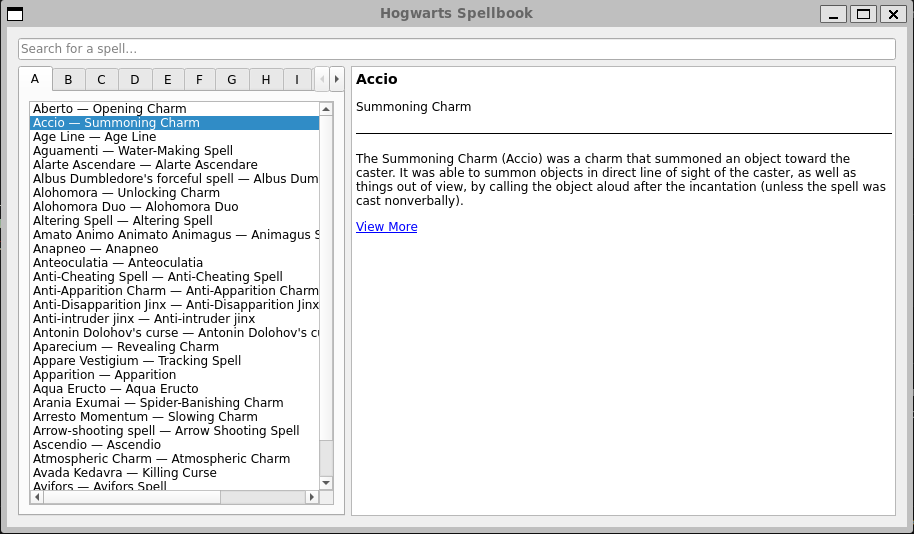 Hogwarts Spellbook
Search for a spell...
A B C D E F G H I
Aberto — Opening Charm
Accio — Summoning Charm
Age Line — Age Line
Aguamenti — Water-Making Spell
Alarte Ascendare — Alarte Ascendare
Albus Dumbledore's forceful spell — Albus Dum
Alohomora — Unlocking Charm
Alohomora Duo — Alohomora Duo
Altering Spell — Altering Spell
Amato Animo Animato Animagus — Animagus S
Anapneo — Anapneo
Anteoculatia — Anteoculatia
Anti-Cheating Spell — Anti-Cheating Spell
Anti-Apparition Charm — Anti-Apparition Charm
Anti-Disapparition Jinx — Anti-Disapparition Jinx
Anti-intruder jinx — Anti-intruder jinx
Antonin Dolohov's curse — Antonin Dolohov's cu
Aparecium — Revealing Charm
Appare Vestigium — Tracking Spell
Apparition — Apparition
Aqua Eructo — Aqua Eructo
Arania Exumai — Spider-Banishing Charm
Arresto Momentum — Slowing Charm
Arrow-shooting spell — Arrow Shooting Spell
Ascendio — Ascendio
Atmospheric Charm — Atmospheric Charm
Avada Kedavra — Killing Curse
Avifors — Avifors Spell
Accio
Summoning Charm
The Summoning Charm (Accio) was a charm that summoned an object toward the
caster. It was able to summon objects in direct line of sight of the caster, as well as
things out of view, by calling the object aloud after the incantation (unless the spell was
cast nonverbally).
View More